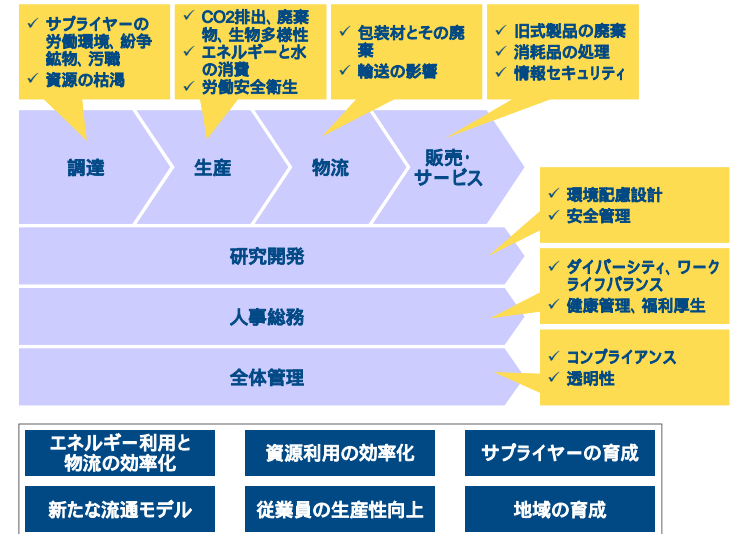 ✓ サプライヤーの
労働環境、紛争
鉱物、汚職
✓ 資源の枯渇
✓ CO2排出、廃棄
物、生物多様性
✓ エネルギーと水
の消費
✓ 労働安全衛生
✓ 包装材とその廃
棄
✓ 輸送の影響
✓ 旧式製品の廃棄
✓ 消耗品の処理
✓ 情報セキュリティ
調達
生産
物流
販売・
サービス
✓ 環境配慮設計
✓ 安全管理
研究開発
✓ ダイバーシティ、ワーク
ライフバランス
✓ 健康管理、福利厚生
人事総務
✓ コンプライアンス
✓ 透明性
全体管理
エネルギー利用と
物流の効率化
資源利用の効率化
サプライヤーの育成
新たな流通モデル
従業員の生産性向上
地域の育成